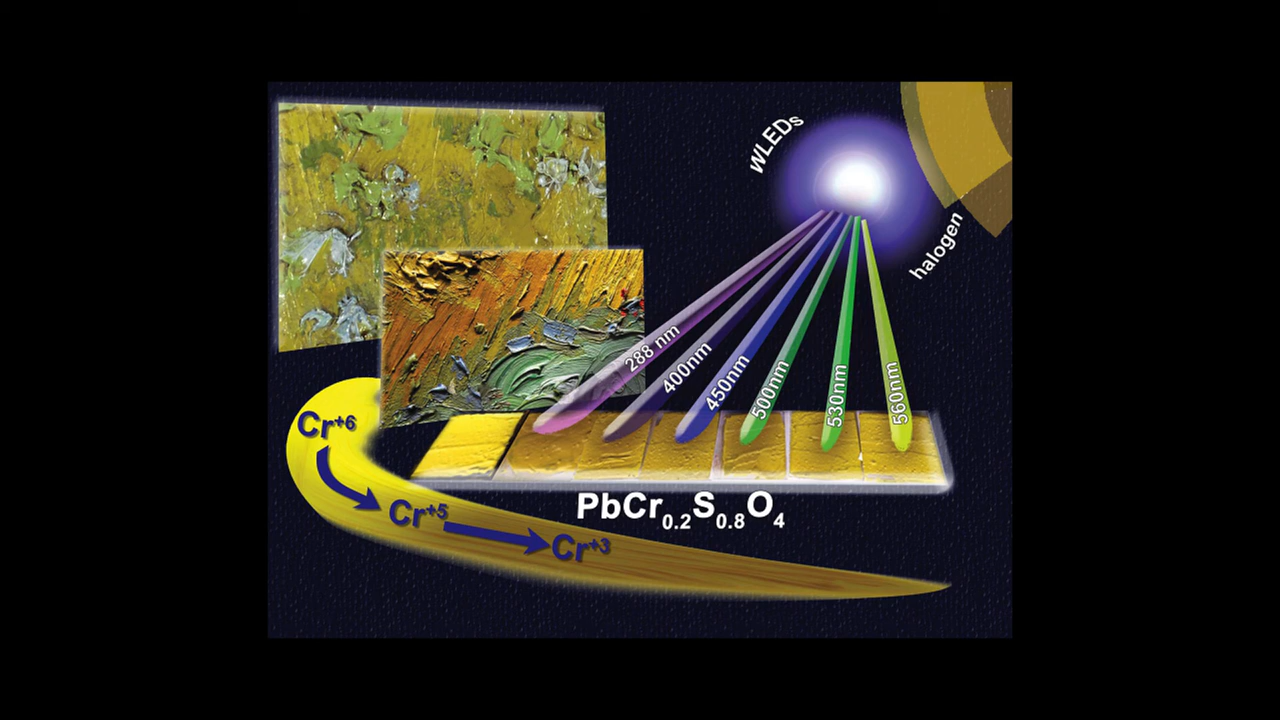 WLEDs
halogen
288 nm
400nm
450nm
500nm
530nm
560nm
Cr+6
Cr+5
Cr+3
PbCr0.2S0.8O4